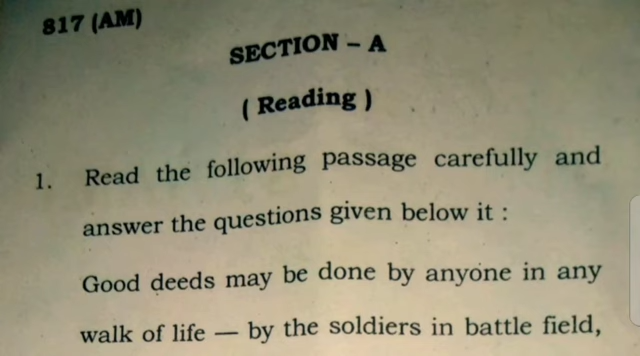 817 (AM)
SECTION – A
( Reading )
1. Read the following passage carefully and
answer the questions given below it :
Good deeds may be done by anyone in any
walk of life — by the soldiers in battle field,